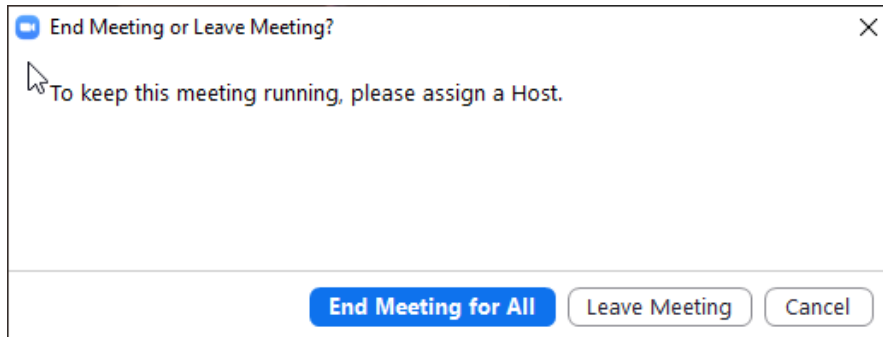 End Meeting or Leave Meeting?
To keep this meeting running, please assign a Host.
End Meeting for All
Leave Meeting
Cancel